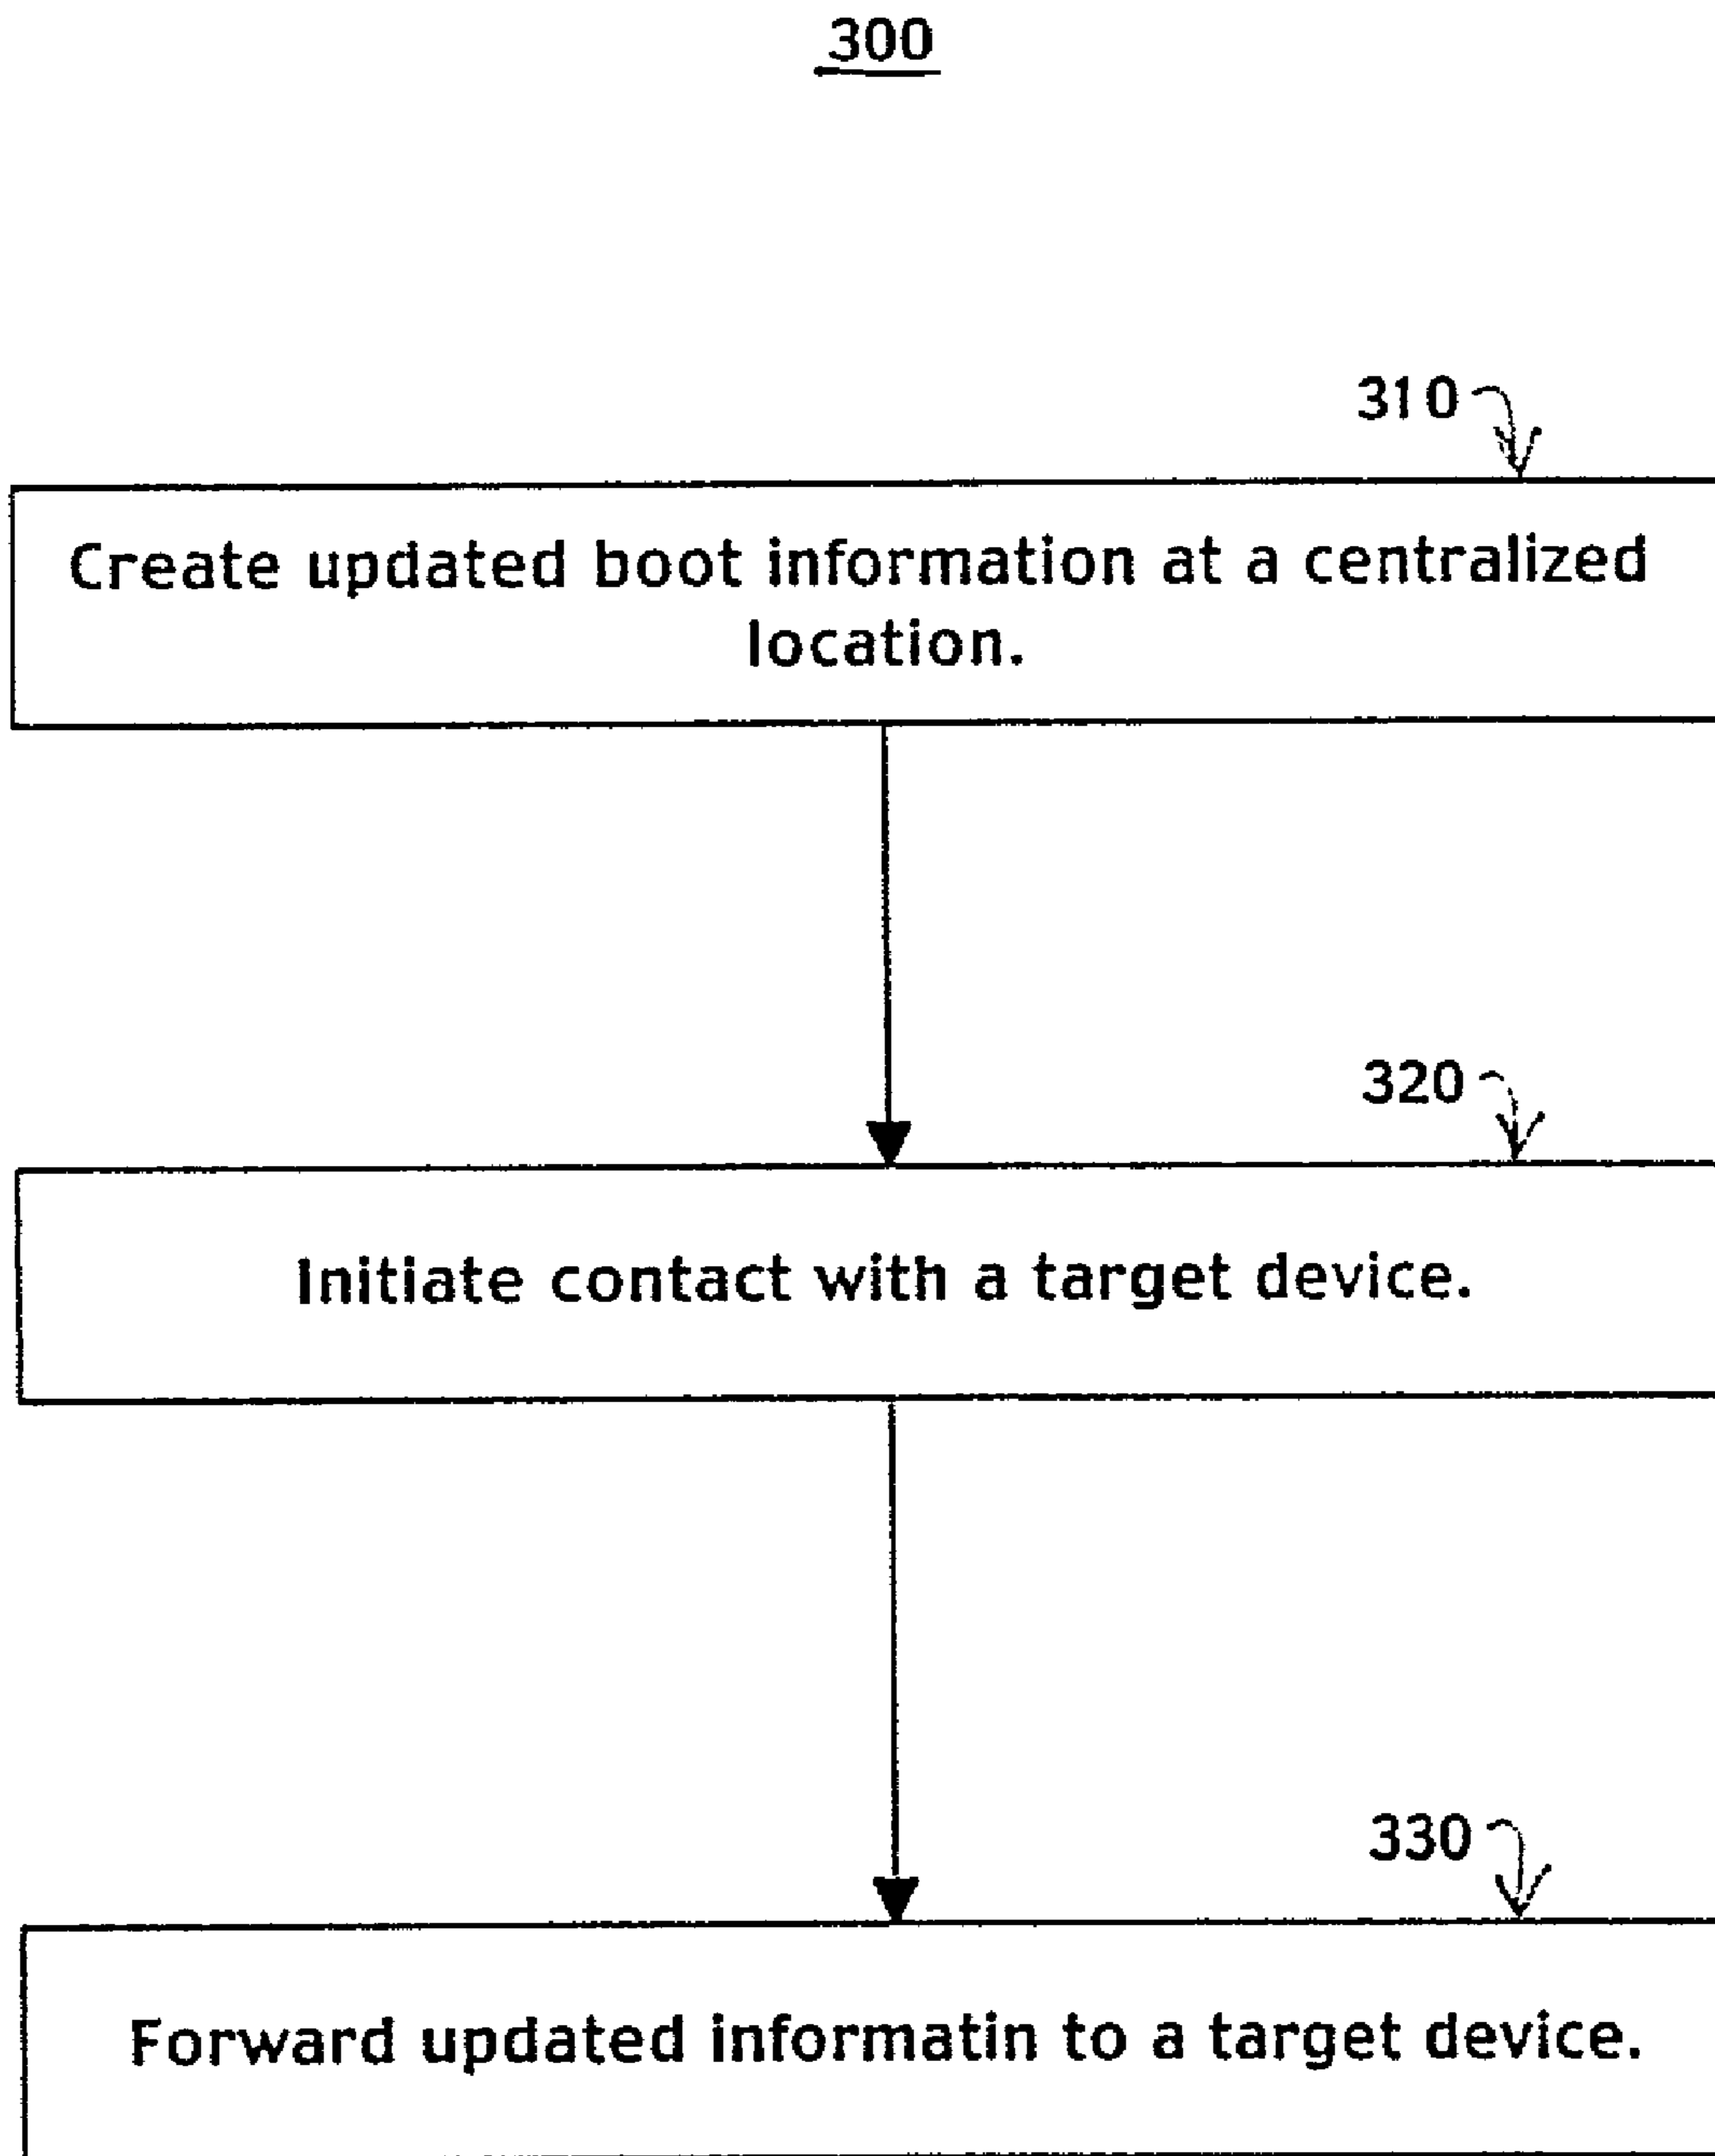 300
310
Create updated boot information at a centralized
location.
320
Initiate contact with a target device.
330
Forward updated informatin to a target device.